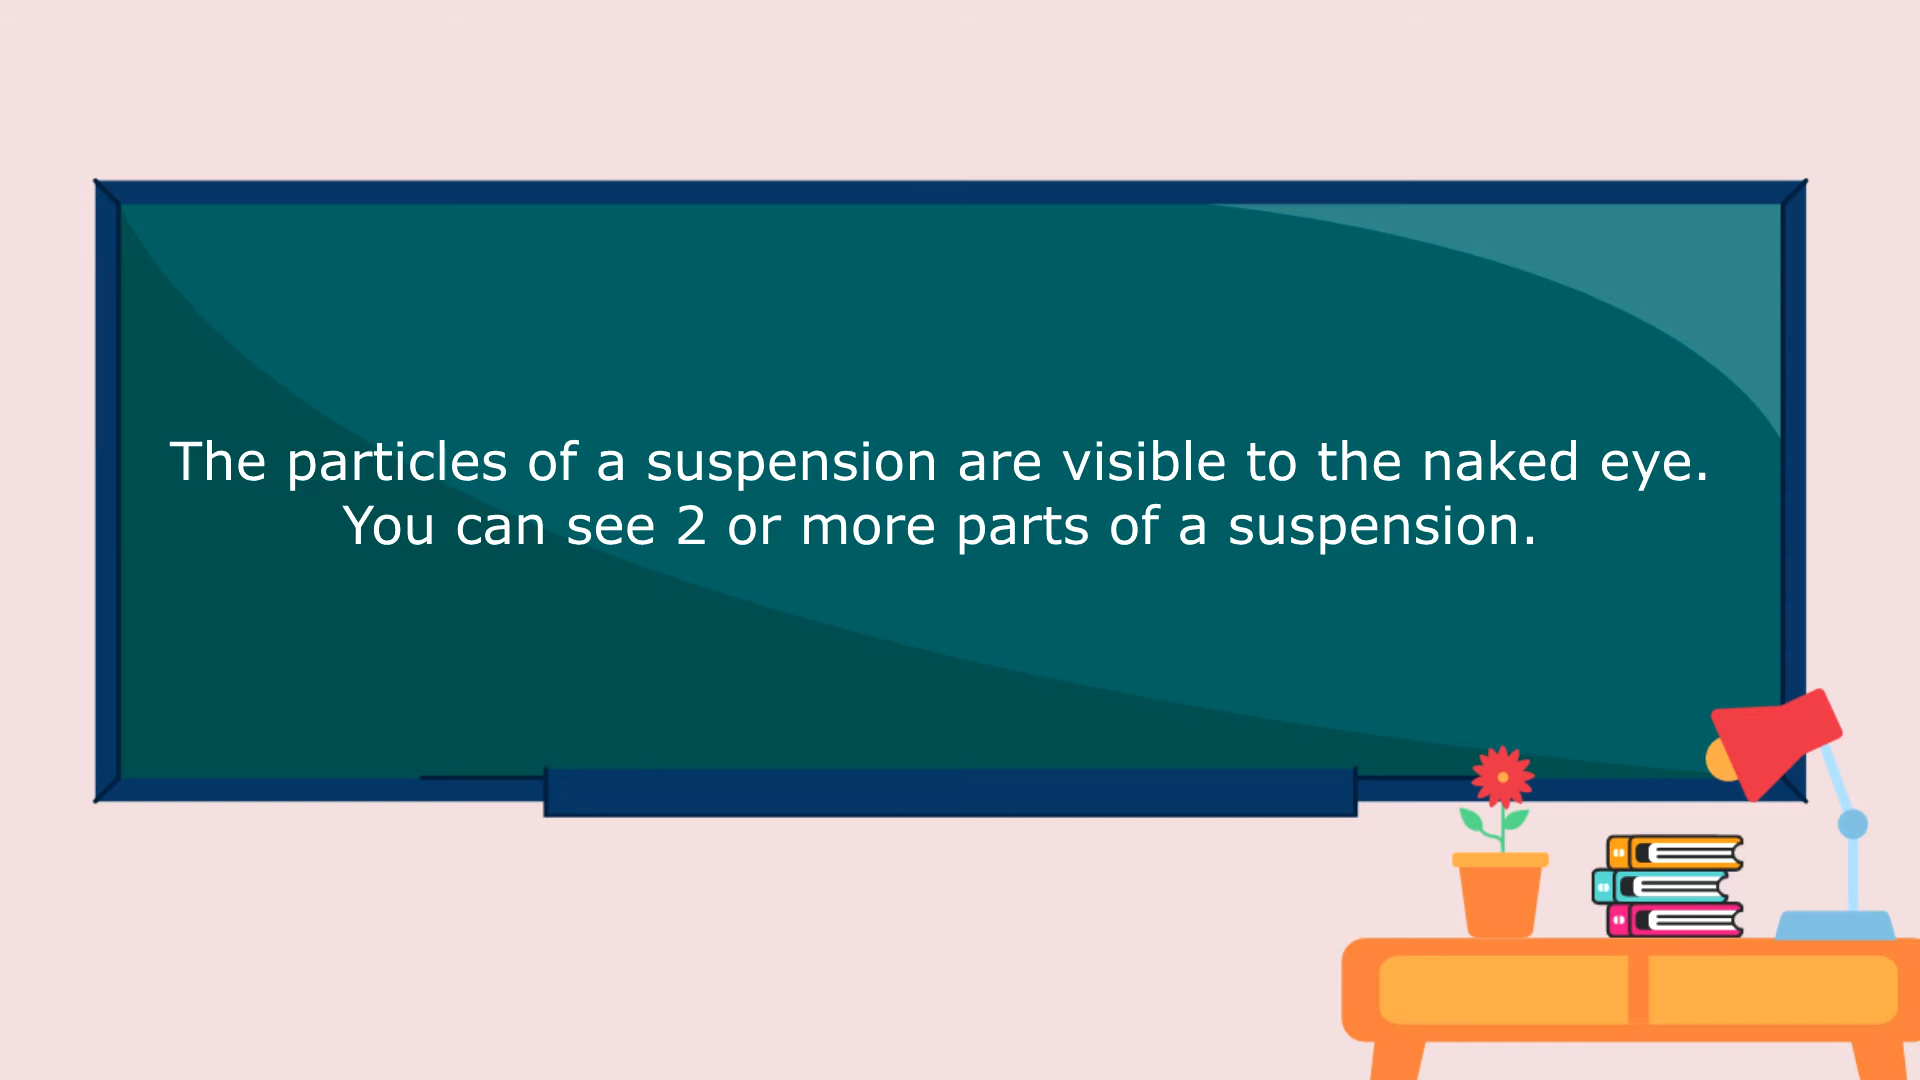 The particles of a suspension are visible to the naked eye.
You can see 2 or more parts of a suspension.